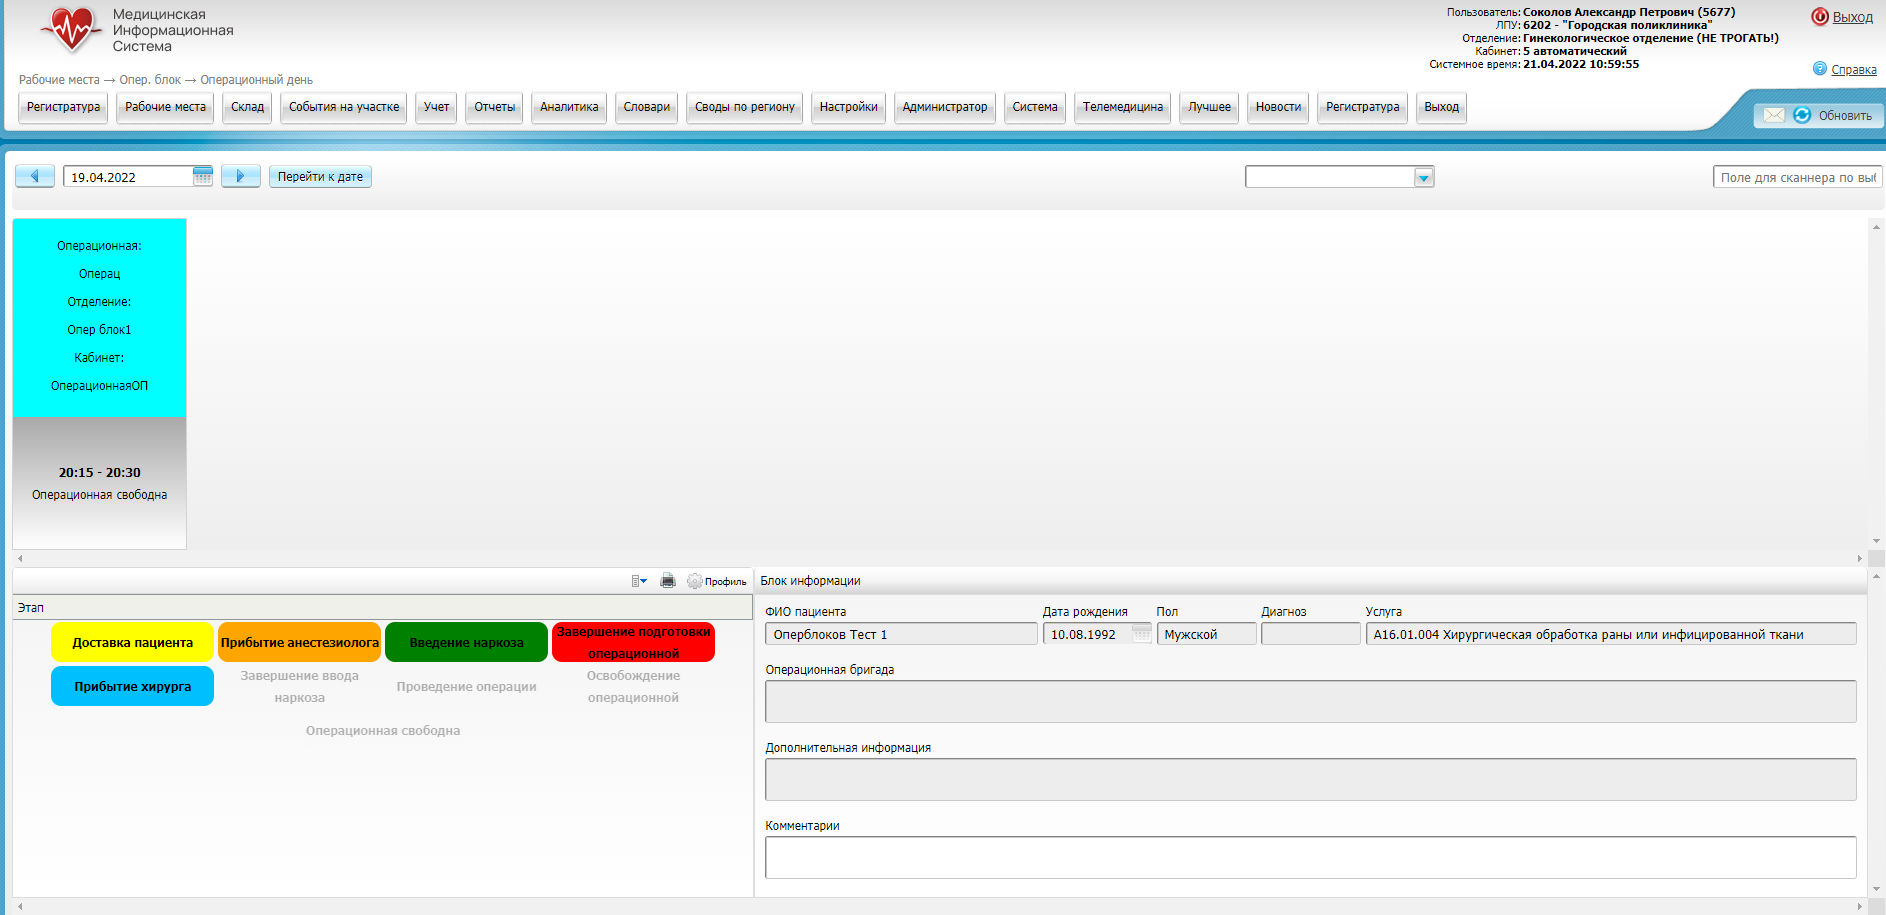 Медицинская
Информационная
Система
Пользователь: Соколов Александр Петрович (5677)
ЛПУ: 6202 - "Городская поликлиника"
Отделение: Гинекологическое отделение (НЕ ТРОГАТЬ!)
Кабинет: 5 автоматический
Системное время: 21.04.2022 10:59:55
Выход
Справка
Рабочие места → Опер. блок → Операционный день
Регистратура Рабочие места Склад События на участке Учет Отчеты Аналитика Словари Своды по региону Настройки Администратор Система Телемедицина Лучшее Новости Регистратура Выход
Обновить
19.04.2022 Перейти к дате Поле для сканнера по
Операционная:
Операц
Отделение:
Опер блок1
Кабинет:
ОперационнаяОП
20:15 - 20:30
Операционная свободна
Профиль
Этап
Доставка пациента Прибытие анестезиолога Введение наркоза Завершение подготовки операционной
Прибытие хирурга Завершение ввода наркоза Проведение операции Освобождение операционной
Операционная свободна
Блок информации
ФИО пациента Дата рождения Пол Диагноз Услуга
Оперблоков Тест 1 10.08.1992 Мужской A16.01.004 Хирургическая обработка раны или инфицированной ткани
Операционная бригада
Дополнительная информация
Комментарии